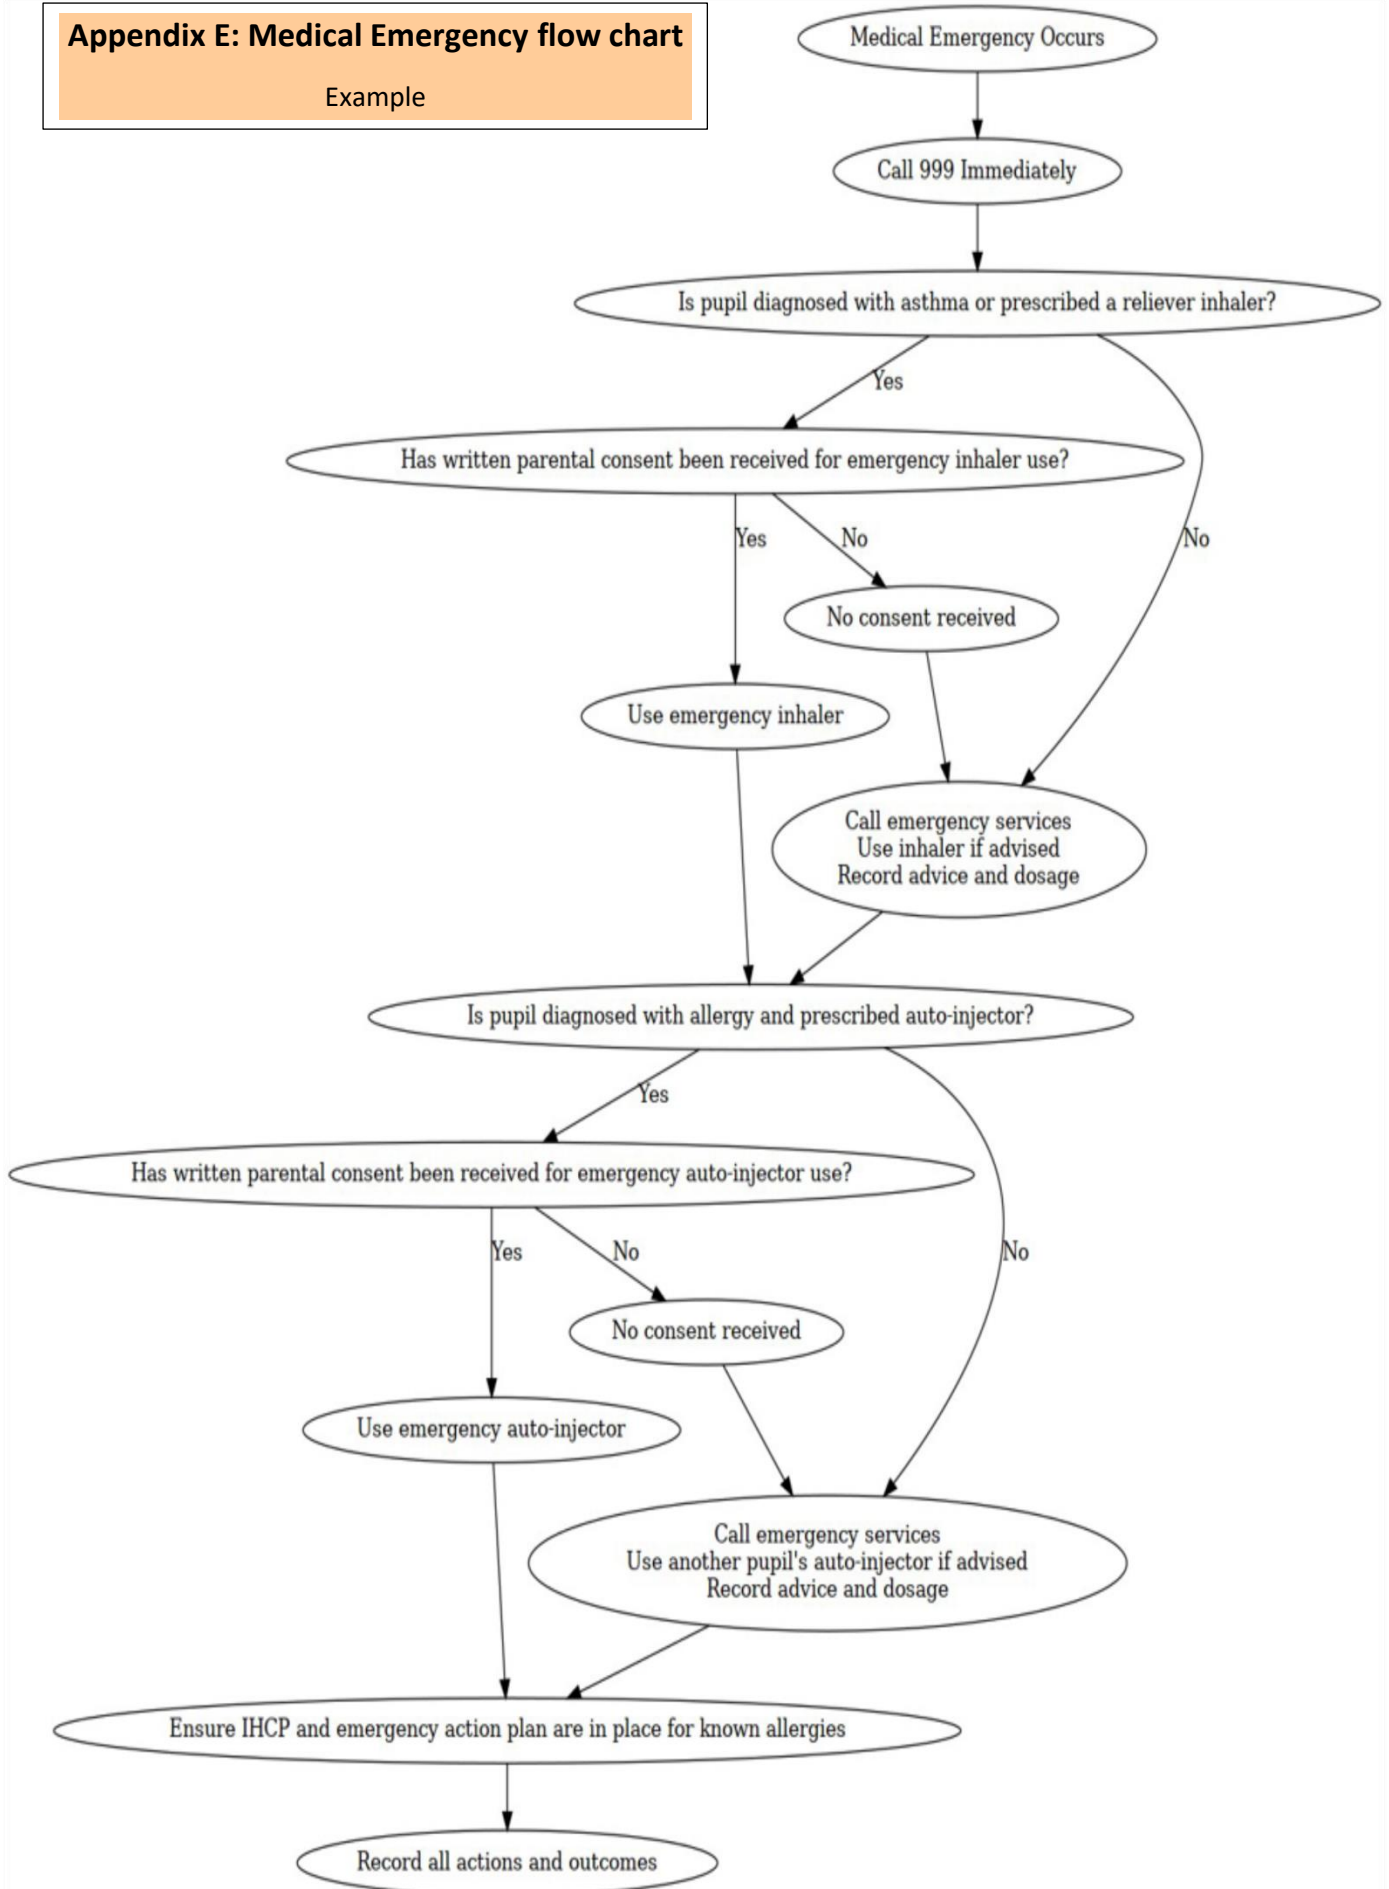 Appendix E: Medical Emergency flow chart
Example
Medical Emergency Occurs
Call 999 Immediately
Is pupil diagnosed with asthma or prescribed a reliever inhaler?
Yes
Has written parental consent been received for emergency inhaler use?
Yes
No
No
No consent received
Use emergency inhaler
Call emergency services
Use inhaler if advised
Record advice and dosage
Is pupil diagnosed with allergy and prescribed auto-injector?
Yes
Has written parental consent been received for emergency auto-injector use?
Yes
No
No
No consent received
Use emergency auto-injector
Call emergency services
Use another pupil's auto-injector if advised
Record advice and dosage
Ensure IHCP and emergency action plan are in place for known allergies
Record all actions and outcomes